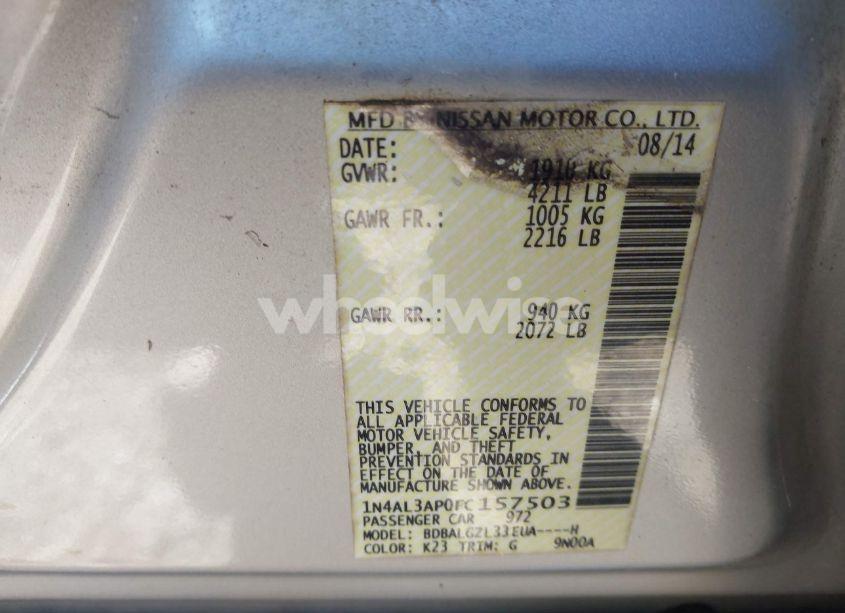 MFD BY NISSAN MOTOR CO., LTD.
DATE: 08/14
GVWR: 1910 KG
4211 LB
GAWR FR.: 1005 KG
2216 LB
wheelwise
GAWR RR.: 940 KG
2072 LB
THIS VEHICLE CONFORMS TO
ALL APPLICABLE FEDERAL
MOTOR VEHICLE SAFETY,
BUMPER, AND THEFT
PREVENTION STANDARDS IN
EFFECT ON THE DATE OF
MANUFACTURE SHOWN ABOVE.
1N4AL3AP0FC157503
PASSENGER CAR 972
MODEL: BDBALGZL33EUA----H
COLOR: K23 TRIM: G 9N00A